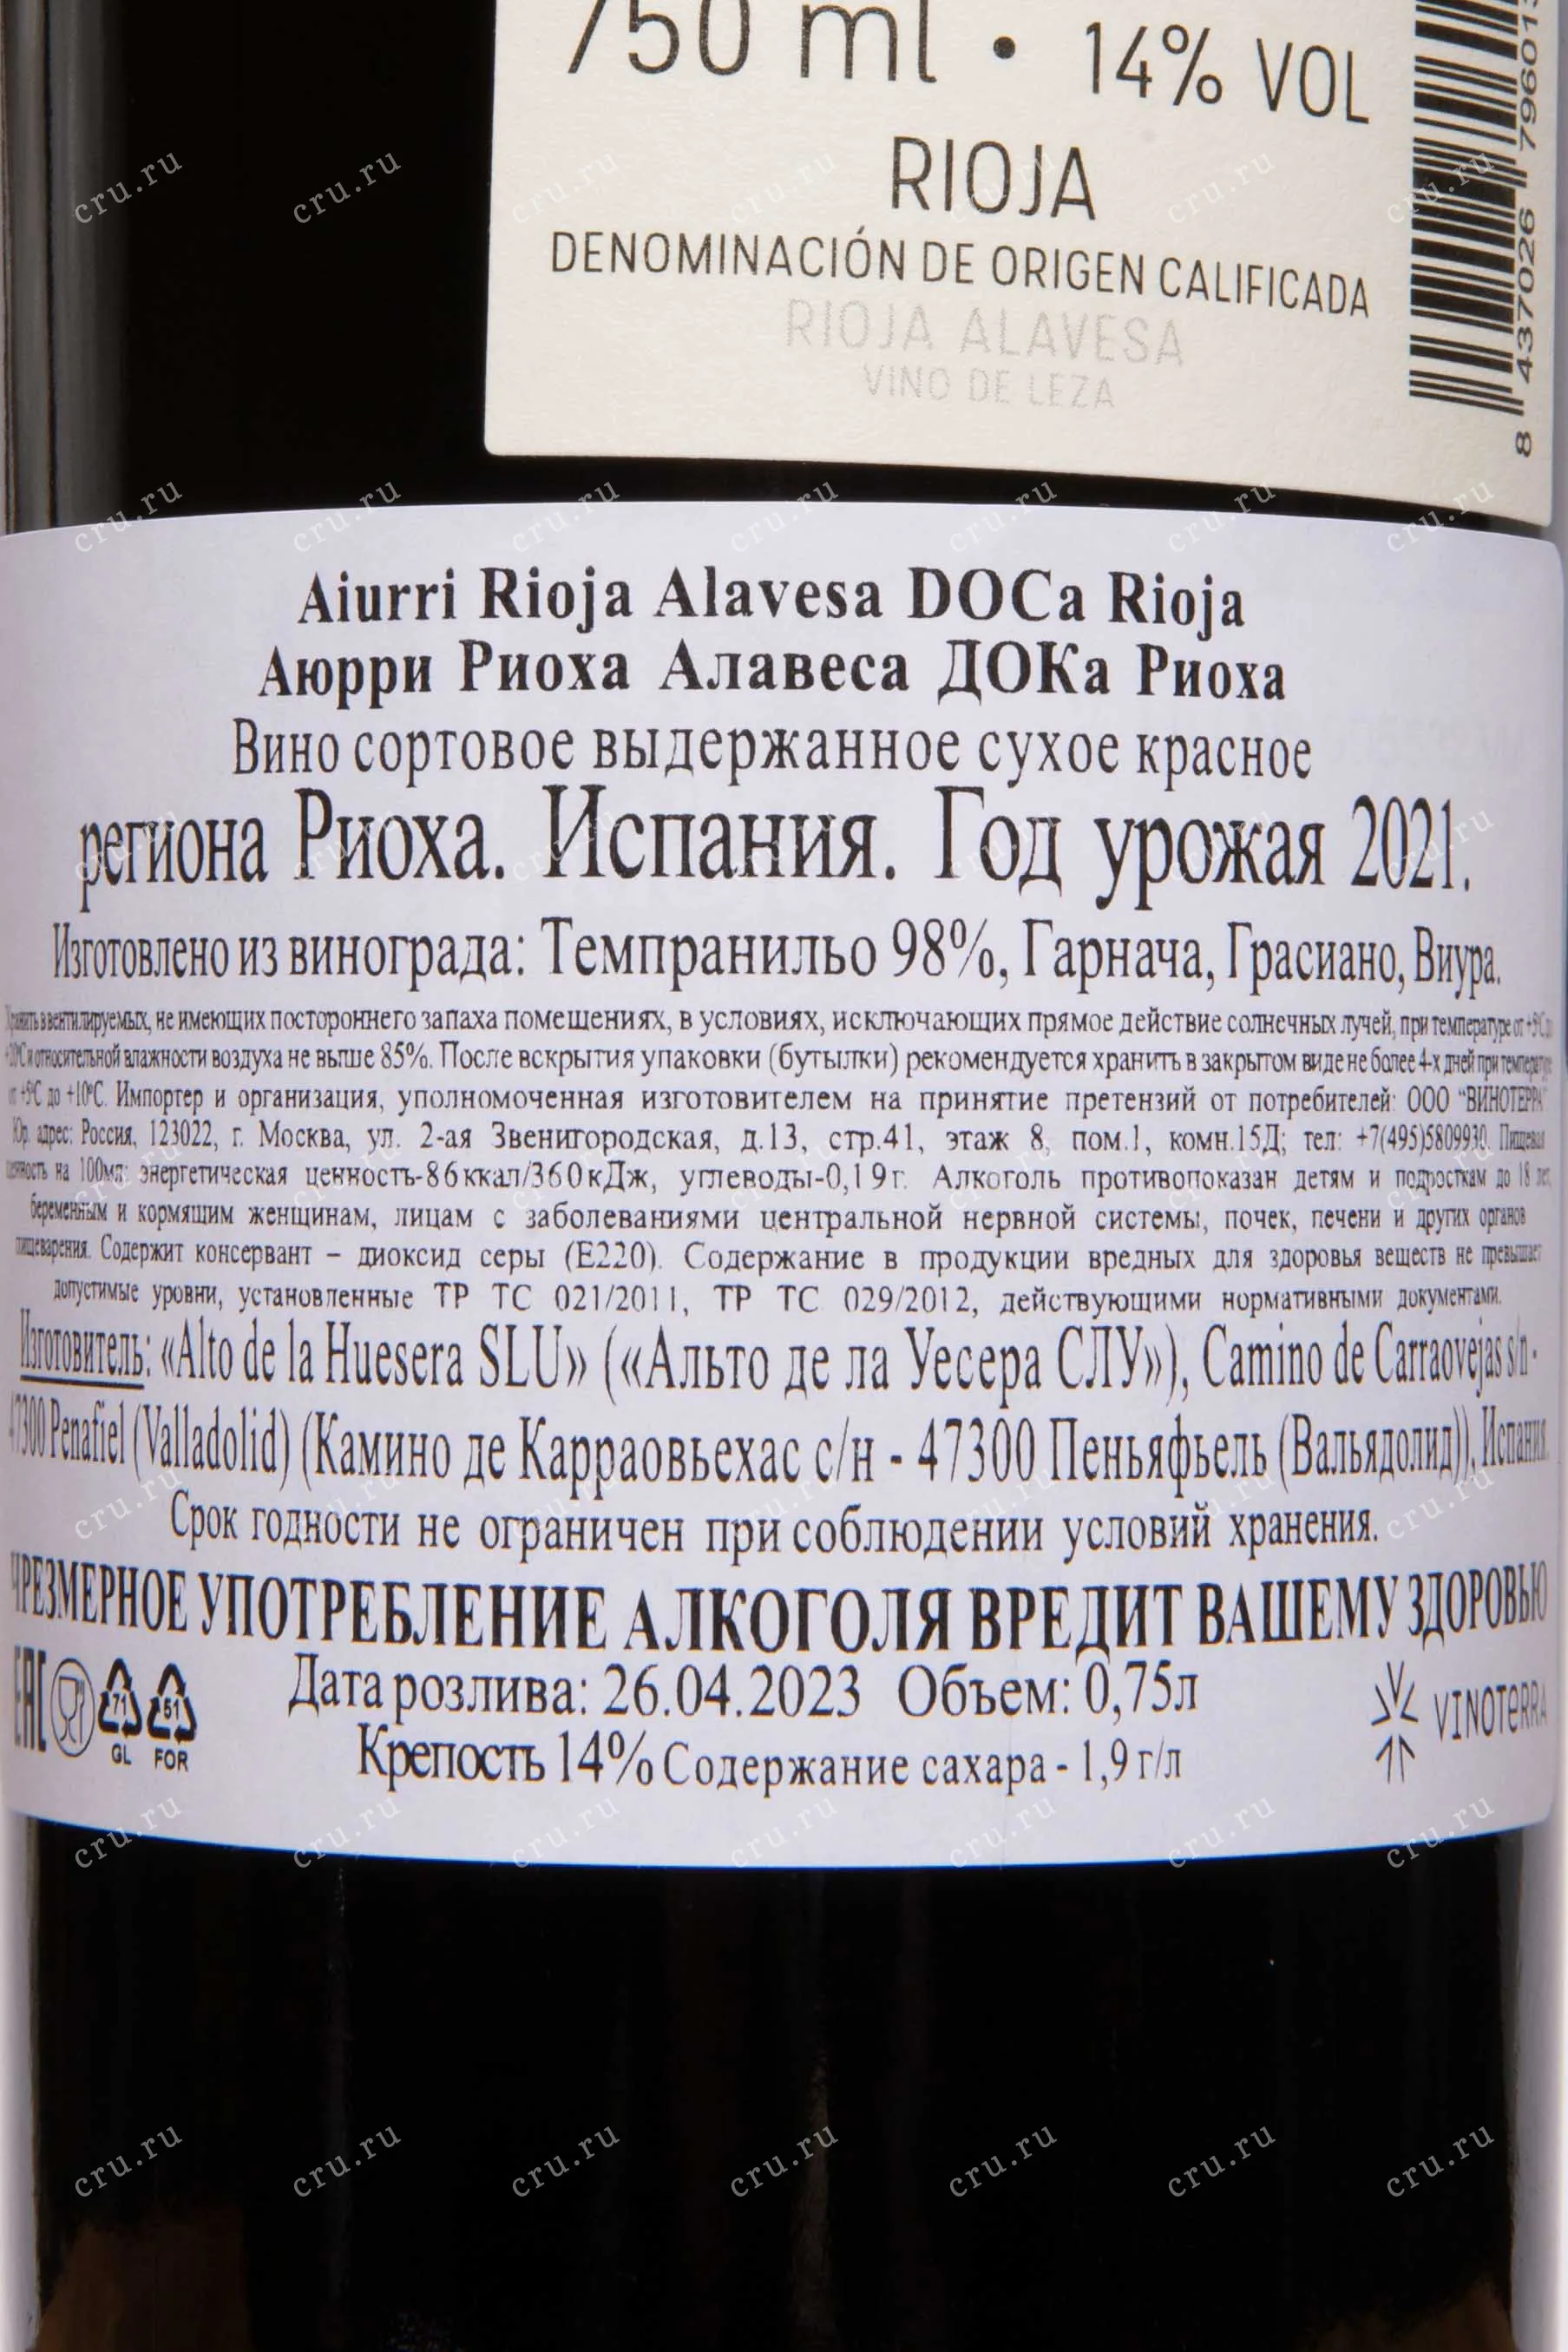 750 ml • 14% VOL
RIOJA
DENOMINACIÓN DE ORIGEN CALIFICADA
RIOJA ALAVESA
VINO DE LEZA
8 437026 796013
Aiurri Rioja Alavesa DOCa Rioja
Аюрри Риоха Алавеса ДОКа Риоха
Вино сортовое выдержанное сухое красное
региона Риоха. Испания. Год урожая 2021.
Изготовлено из винограда: Темпранильо 98%, Гарнача, Грасиано, Виура.
Хранить в вентилируемых, не имеющих постороннего запаха помещениях, в условиях, исключающих прямое действие солнечных лучей, при температуре от +5°C
+20°C и относительной влажности воздуха не выше 85%. После вскрытия упаковки (бутылки) рекомендуется хранить в закрытом виде не более 4-х дней при температуре
от +5°C до +10°C. Импортер и организация, уполномоченная изготовителем на принятие претензий от потребителей: ООО "ВИНОТЕРРА"
Юр. адрес: Россия, 123022, г. Москва, ул. 2-ая Звенигородская, д.13, стр.41, этаж 8, пом.1, комн.15Д; тел: +7(495)5809930. Пищевая
ценность на 100мл: энергетическая ценность-86ккал/360кДж, углеводы-0,19г. Алкоголь противопоказан детям и подросткам до 18 лет,
беременным и кормящим женщинам, лицам с заболеваниями центральной нервной системы, почек, печени и других органов
пищеварения. Содержит консервант – диоксид серы (E220). Содержание в продукции вредных для здоровья веществ не превышает
допустимые уровни, установленные ТР ТС 021/2011, ТР ТС 029/2012, действующими нормативными документами.
Изготовитель: «Alto de la Huesera SLU» («Альто де ла Уесера СЛУ»), Camino de Carraovejas s/n -
47300 Penafiel (Valladolid) (Камино де Карраовьехас с/н - 47300 Пеньяфьель (Вальядолид)), Испания
Срок годности не ограничен при соблюдении условий хранения.
ЧРЕЗМЕРНОЕ УПОТРЕБЛЕНИЕ АЛКОГОЛЯ ВРЕДИТ ВАШЕМУ ЗДОРОВЬЮ
EAC 71 GL 51 FOR
Дата розлива: 26.04.2023 Объем: 0,75л
Крепость 14% Содержание сахара - 1,9 г/л
VINOTERRA
cru.ru